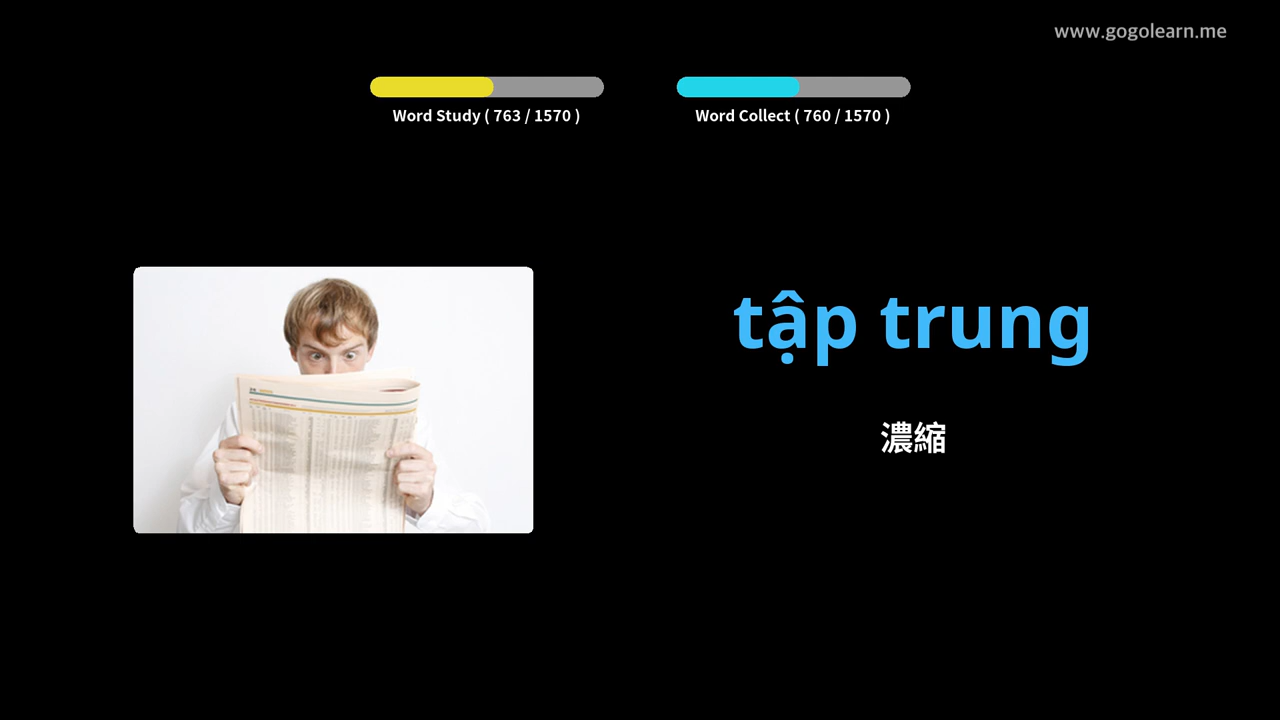 www.gogolearn.me
Word Study ( 763 / 1570 )
Word Collect ( 760 / 1570 )
tập trung
濃縮